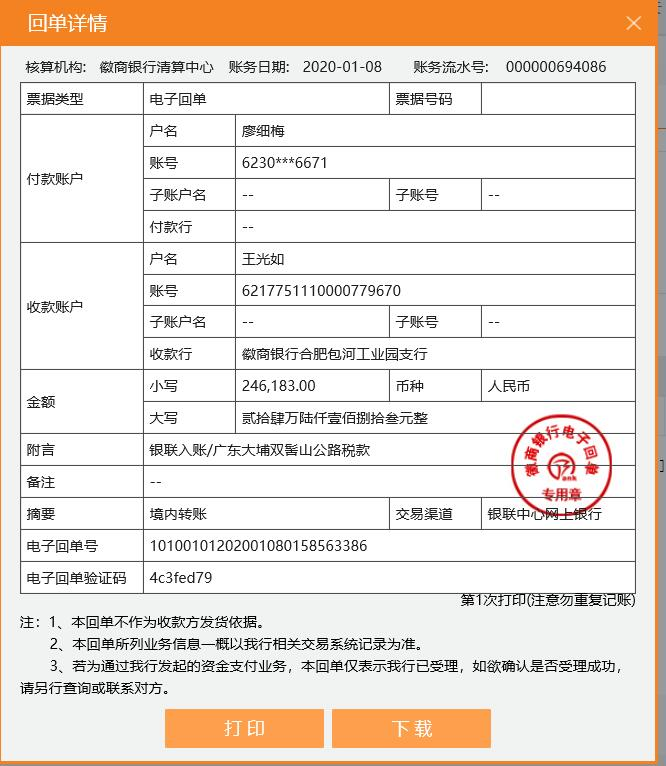 回单详情
核算机构: 徽商银行清算中心 账务日期: 2020-01-08 账务流水号: 000000694086
票据类型 电子回单 票据号码
付款账户
户名 廖细梅
账号 6230***6671
子账户名 -- 子账号 --
付款行 --
收款账户
户名 王光如
账号 6217751110000779670
子账户名 -- 子账号 --
收款行 徽商银行合肥包河工业园支行
金额
小写 246,183.00 币种 人民币
大写 贰拾肆万陆仟壹佰捌拾叁元整
附言 银联入账/广东大埔双髻山公路税款
备注 --
徽商银行电子回单
ank
专用章
摘要 境内转账 交易渠道 银联中心网上银行
电子回单号 10100101202001080158563386
电子回单验证码 4c3fed79
第1次打印(注意勿重复记账)
注：1、本回单不作为收款方发货依据。
2、本回单所列业务信息一概以我行相关交易系统记录为准。
3、若为通过我行发起的资金支付业务，本回单仅表示我行已受理，如欲确认是否受理成功，
请另行查询或联系对方。
打印 下载